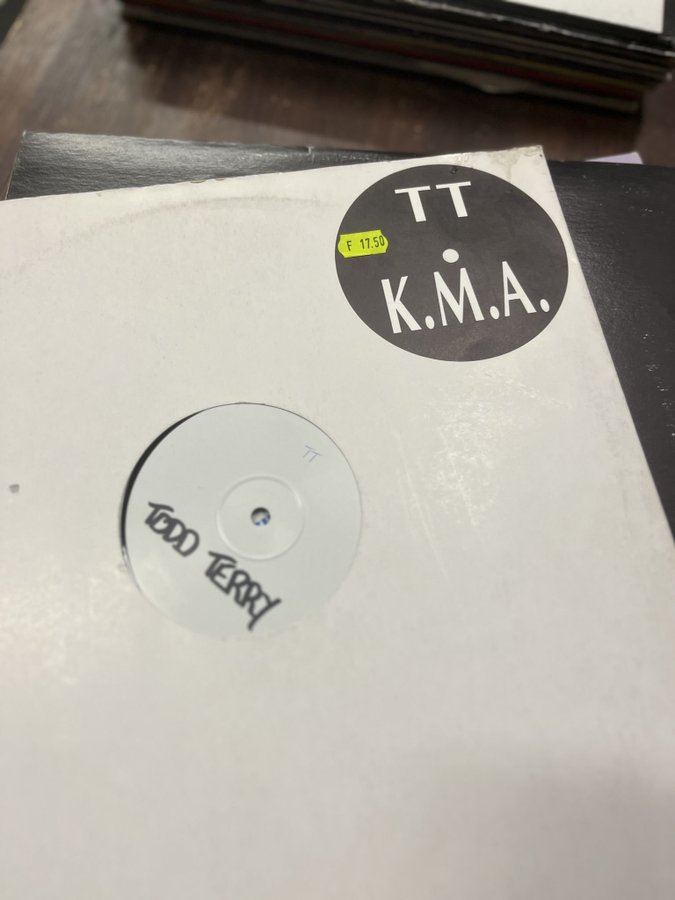 TT
F 17.50
K.M.A.
TT
TODD TERRY